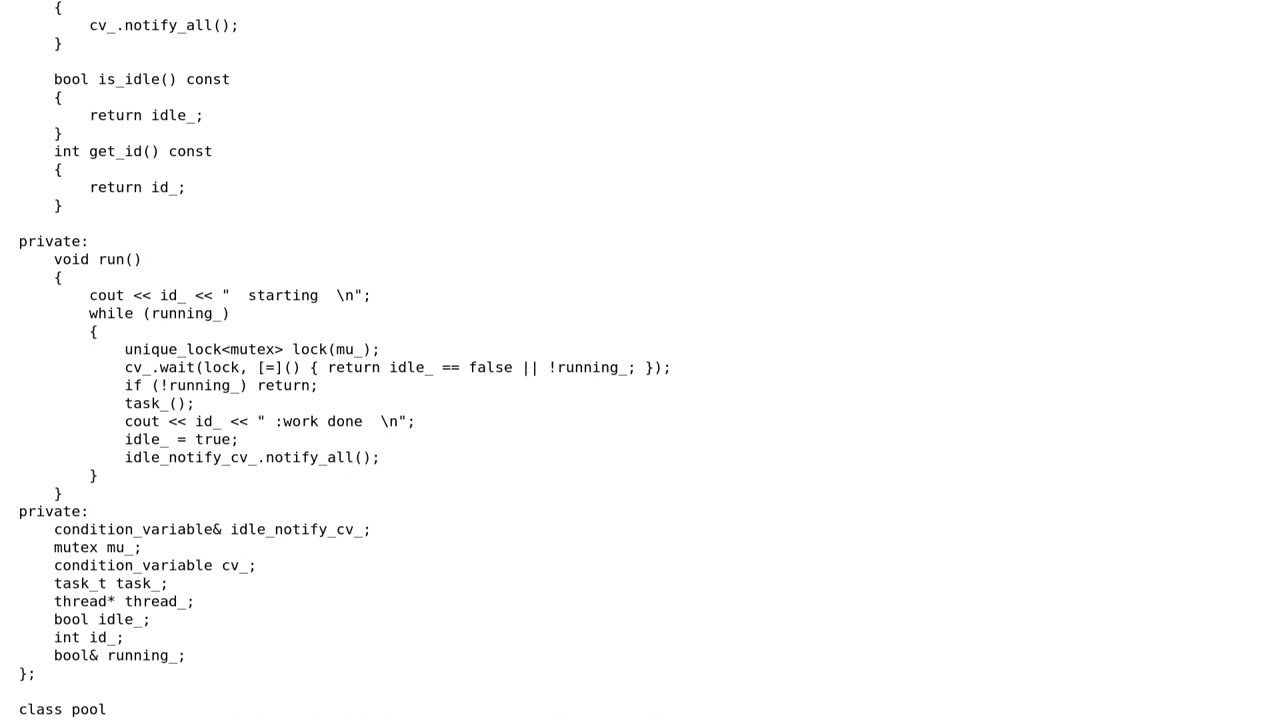 {
        cv_.notify_all();
    }

    bool is_idle() const
    {
        return idle_;
    }
    int get_id() const
    {
        return id_;
    }

private:
    void run()
    {
        cout << id_ << "  starting  \n";
        while (running_)
        {
            unique_lock<mutex> lock(mu_);
            cv_.wait(lock, [=]() { return idle_ == false || !running_; });
            if (!running_) return;
            task_();
            cout << id_ << " :work done  \n";
            idle_ = true;
            idle_notify_cv_.notify_all();
        }
    }
private:
    condition_variable& idle_notify_cv_;
    mutex mu_;
    condition_variable cv_;
    task_t task_;
    thread* thread_;
    bool idle_;
    int id_;
    bool& running_;
};

class pool